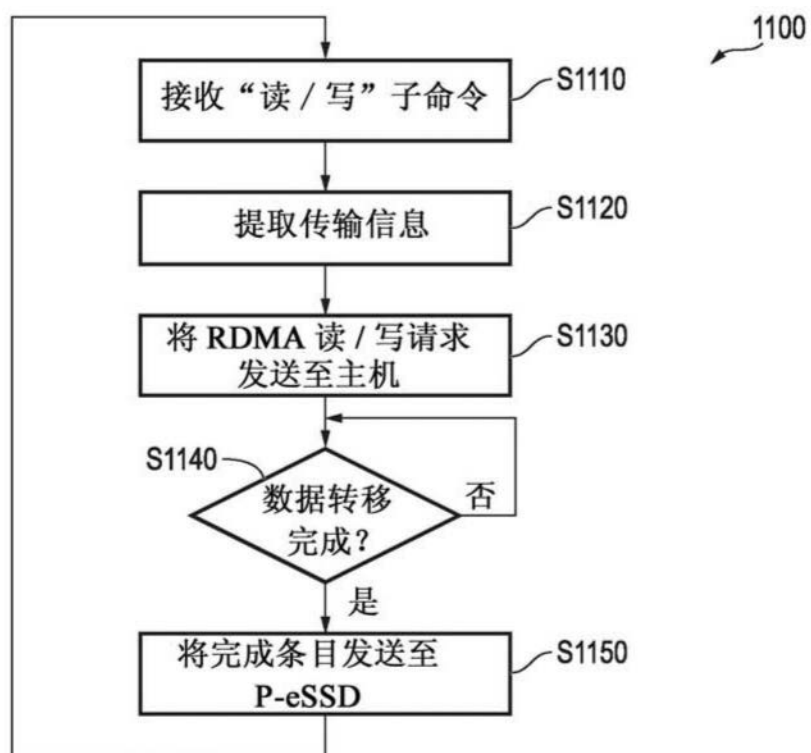 1100
接收“读 / 写”子命令
S1110
提取传输信息
S1120
将 RDMA 读 / 写请求
发送至主机
S1130
S1140
数据转移
完成？
否
是
将完成条目发送至
P-eSSD
S1150